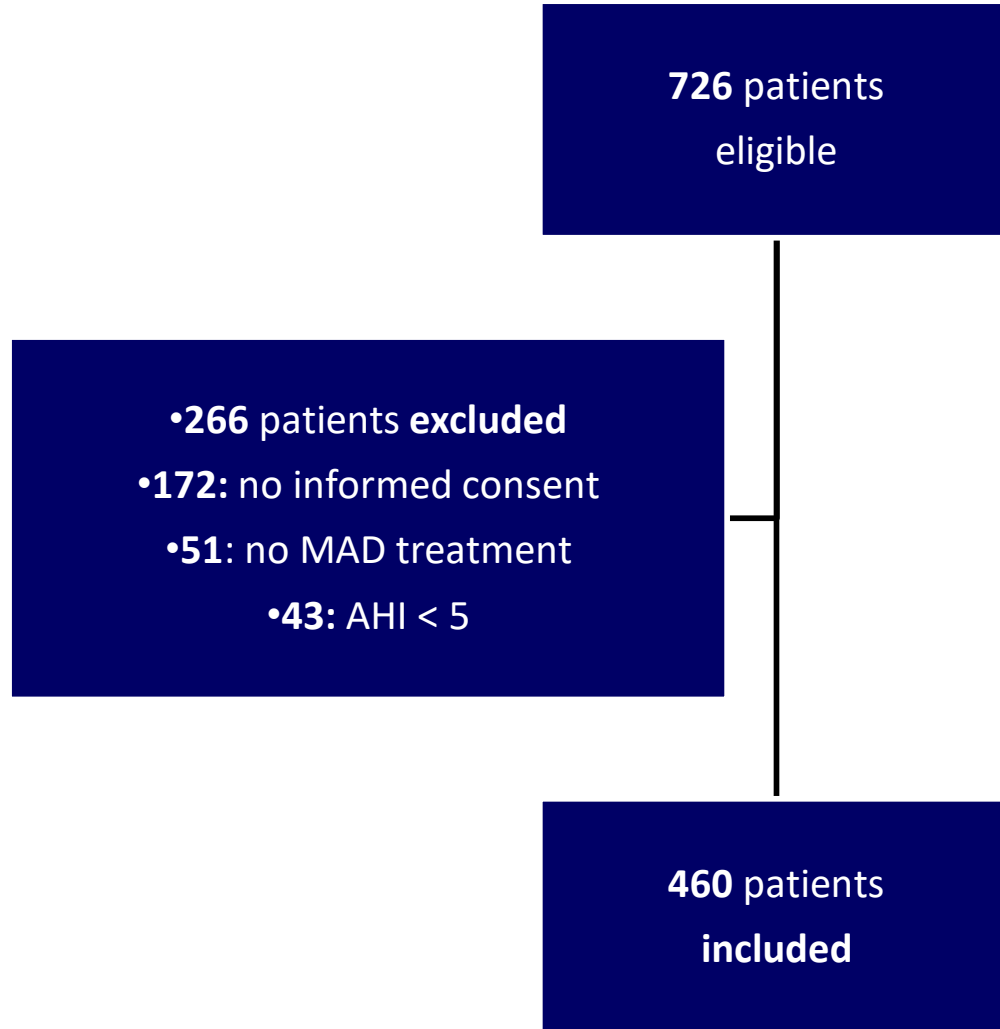 726 patients
eligible
•266 patients excluded
•172: no informed consent
•51: no MAD treatment
•43: AHI < 5
460 patients
included